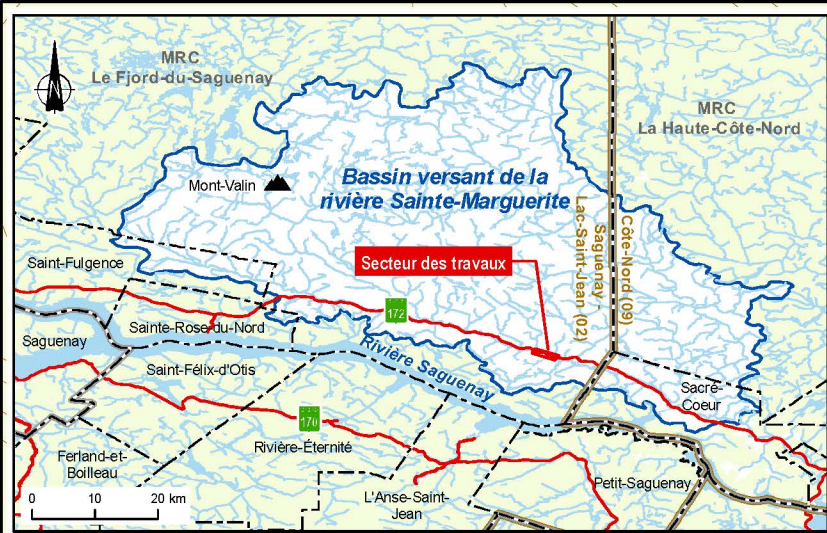 MRC
Le Fjord-du-Saguenay
MRC
La Haute-Côte-Nord
N
Mont-Valin
Bassin versant de la
rivière Sainte-Marguerite
Saguenay -
Lac-Saint-Jean (02)
Côte-Nord (09)
Saint-Fulgence
Secteur des travaux
172
Sainte-Rose-du-Nord
Saguenay
Rivière Saguenay
Saint-Félix-d'Otis
Sacré-
Coeur
170
Rivière-Éternité
Ferland-et-
Boilleau
Petit-Saguenay
L'Anse-Saint-
Jean
0 10 20 km